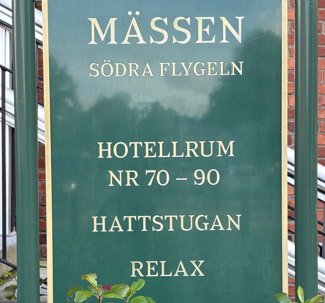 MÄSSEN
SÖDRA FLYGELN
HOTELLRUM
NR 70 – 90
HATTSTUGAN
RELAX